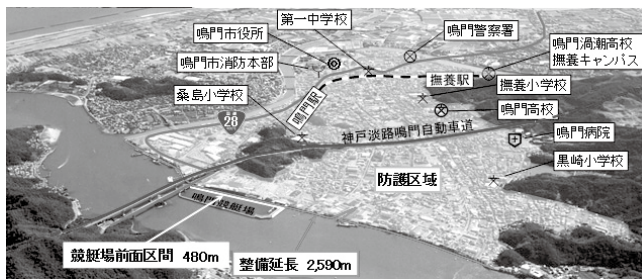 第一中学校
鳴門市役所
鳴門警察署
鳴門市消防本部
鳴門渦潮高校
撫養キャンパス
撫養駅
撫養小学校
桑島小学校
鳴門駅
28
鳴門高校
神戸淡路鳴門自動車道
鳴門病院
防護区域
黒崎小学校
鳴門競艇場
競艇場前面区間 480m
整備延長 2,590m